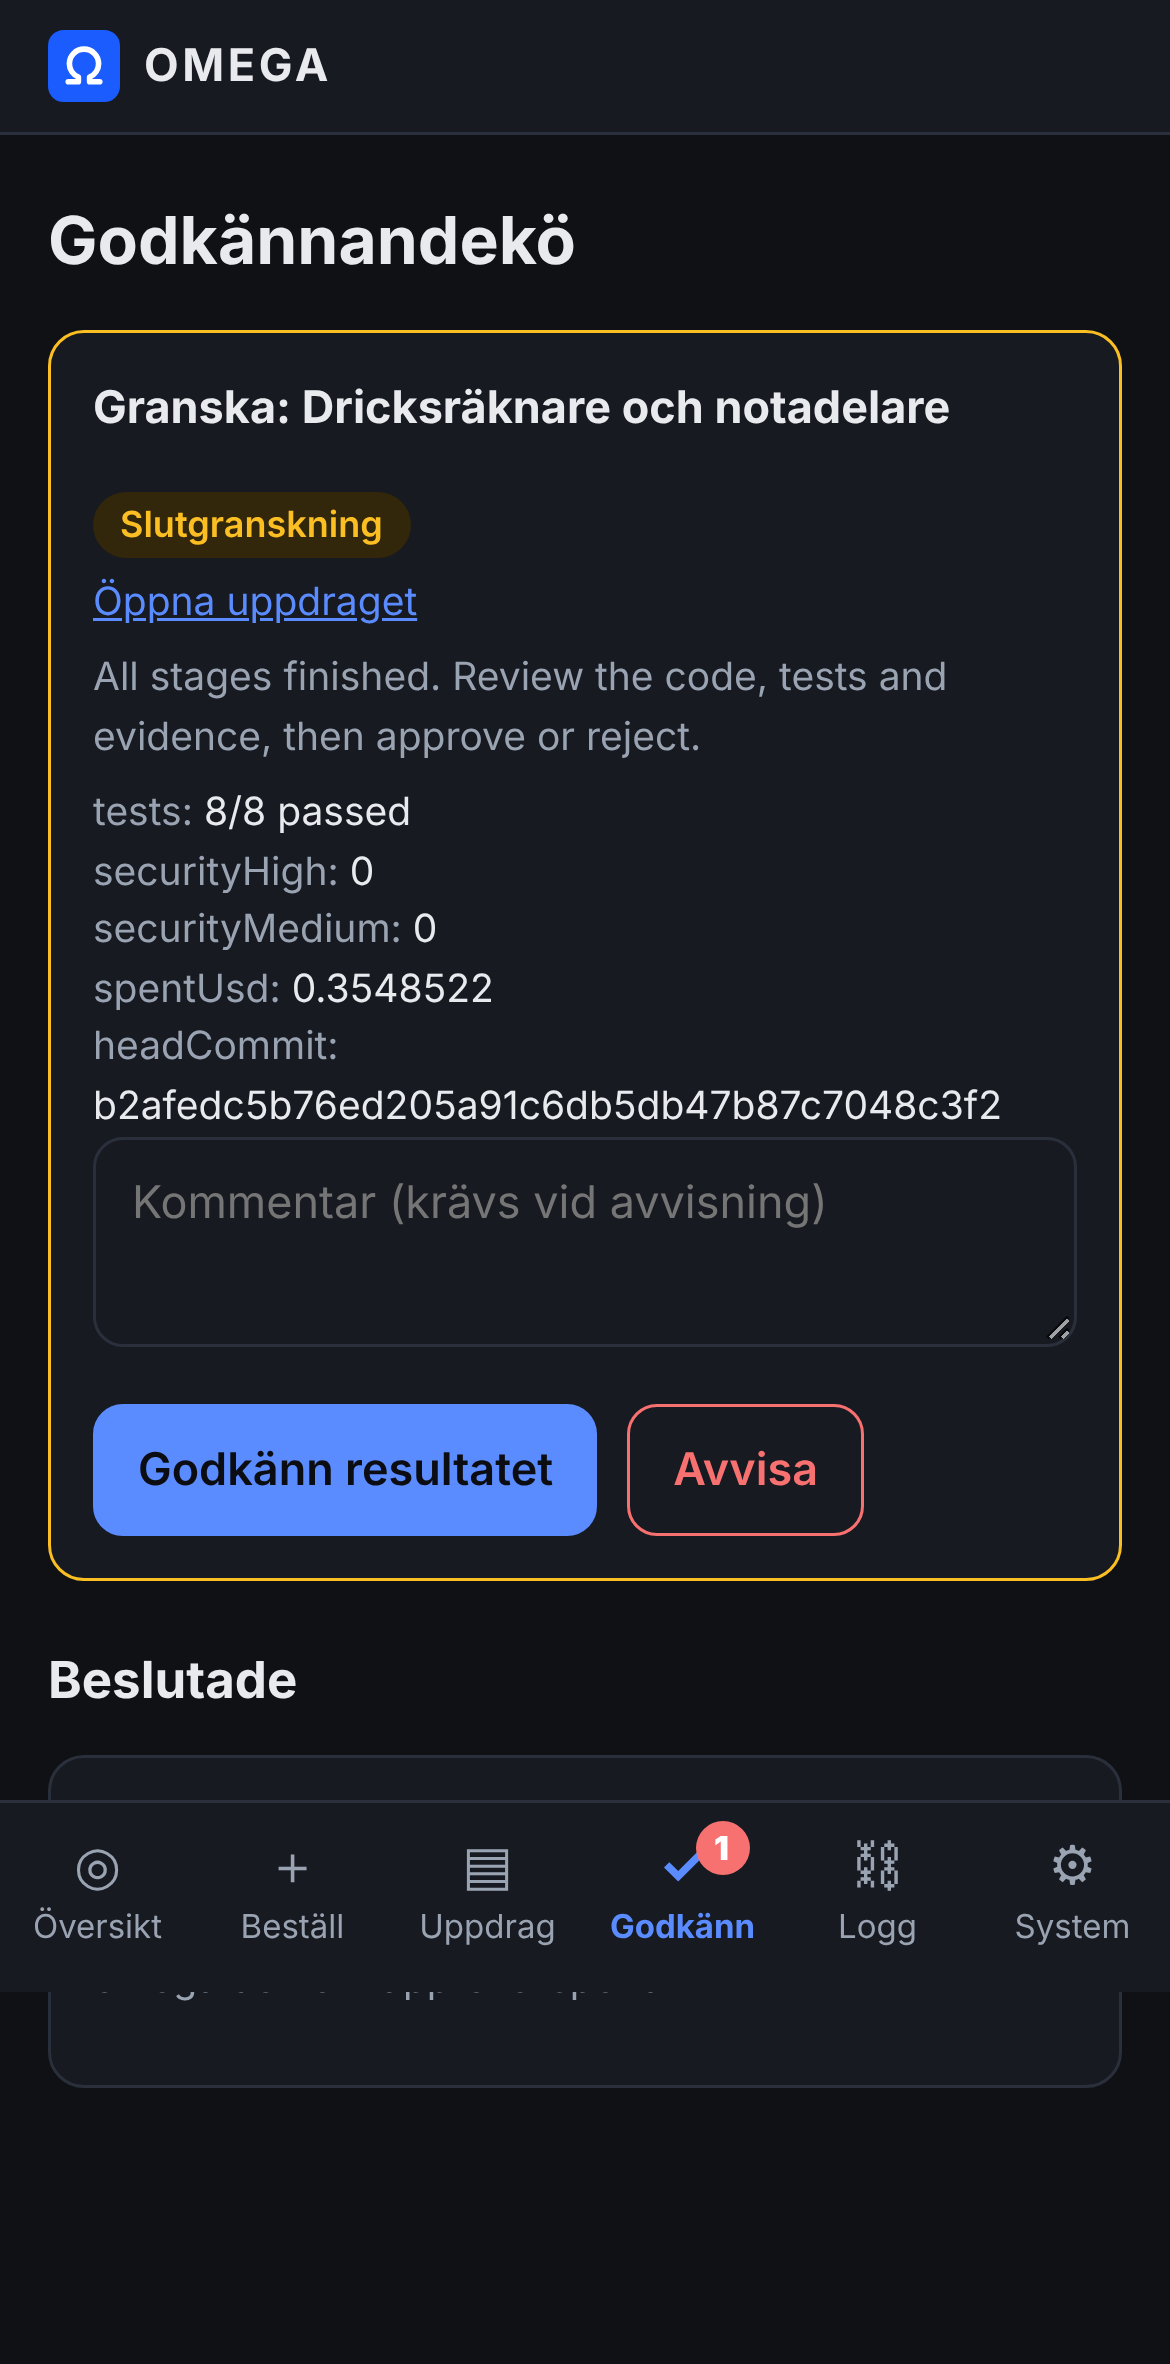 Ω OMEGA
Godkännandekö
Granska: Dricksräknare och notadelare
Slutgranskning
Öppna uppdraget
All stages finished. Review the code, tests and
evidence, then approve or reject.
tests: 8/8 passed
securityHigh: 0
securityMedium: 0
spentUsd: 0.3548522
headCommit:
b2afedc5b76ed205a91c6db5db47b87c7048c3f2
Kommentar (krävs vid avvisning)
Godkänn resultatet
Avvisa
Beslutade
1
Översikt
Beställ
Uppdrag
Godkänn
Logg
System